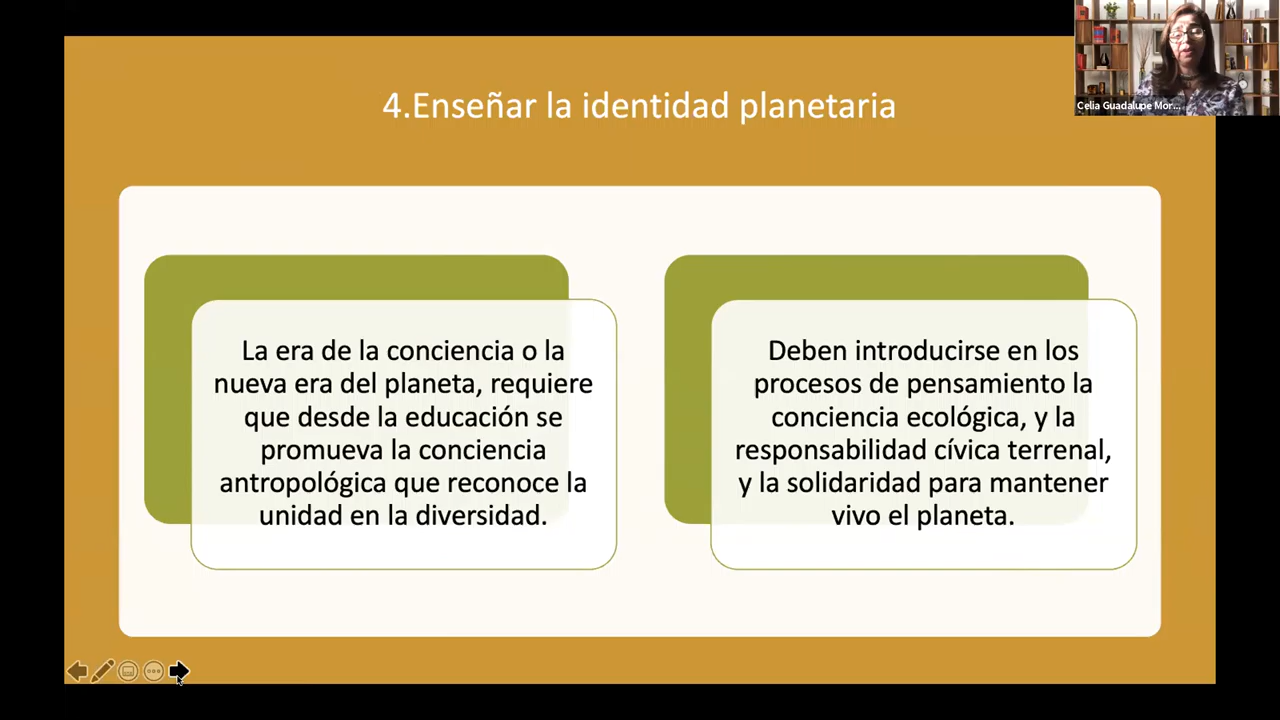 4.Enseñar la identidad planetaria
Celia Guadalupe Mor...
La era de la conciencia o la
nueva era del planeta, requiere
que desde la educación se
promueva la conciencia
antropológica que reconoce la
unidad en la diversidad.
Deben introducirse en los
procesos de pensamiento la
conciencia ecológica, y la
responsabilidad cívica terrenal,
y la solidaridad para mantener
vivo el planeta.